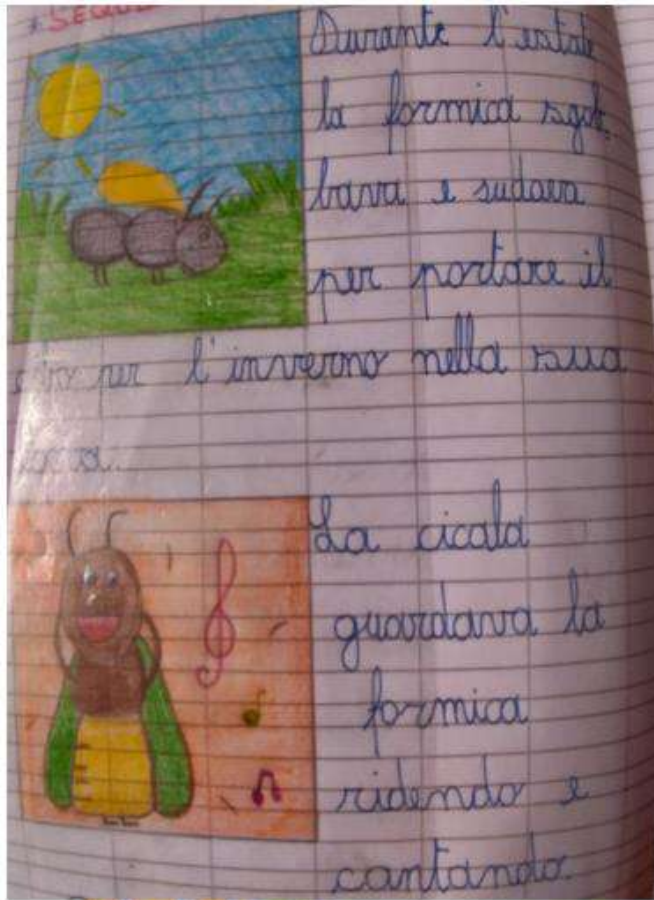 Durante l'estate
la formica sgob
bava e sudava
per portare il
cibo per l'inverno nella sua
La cicala
guardava la
formica
ridendo e
cantando.